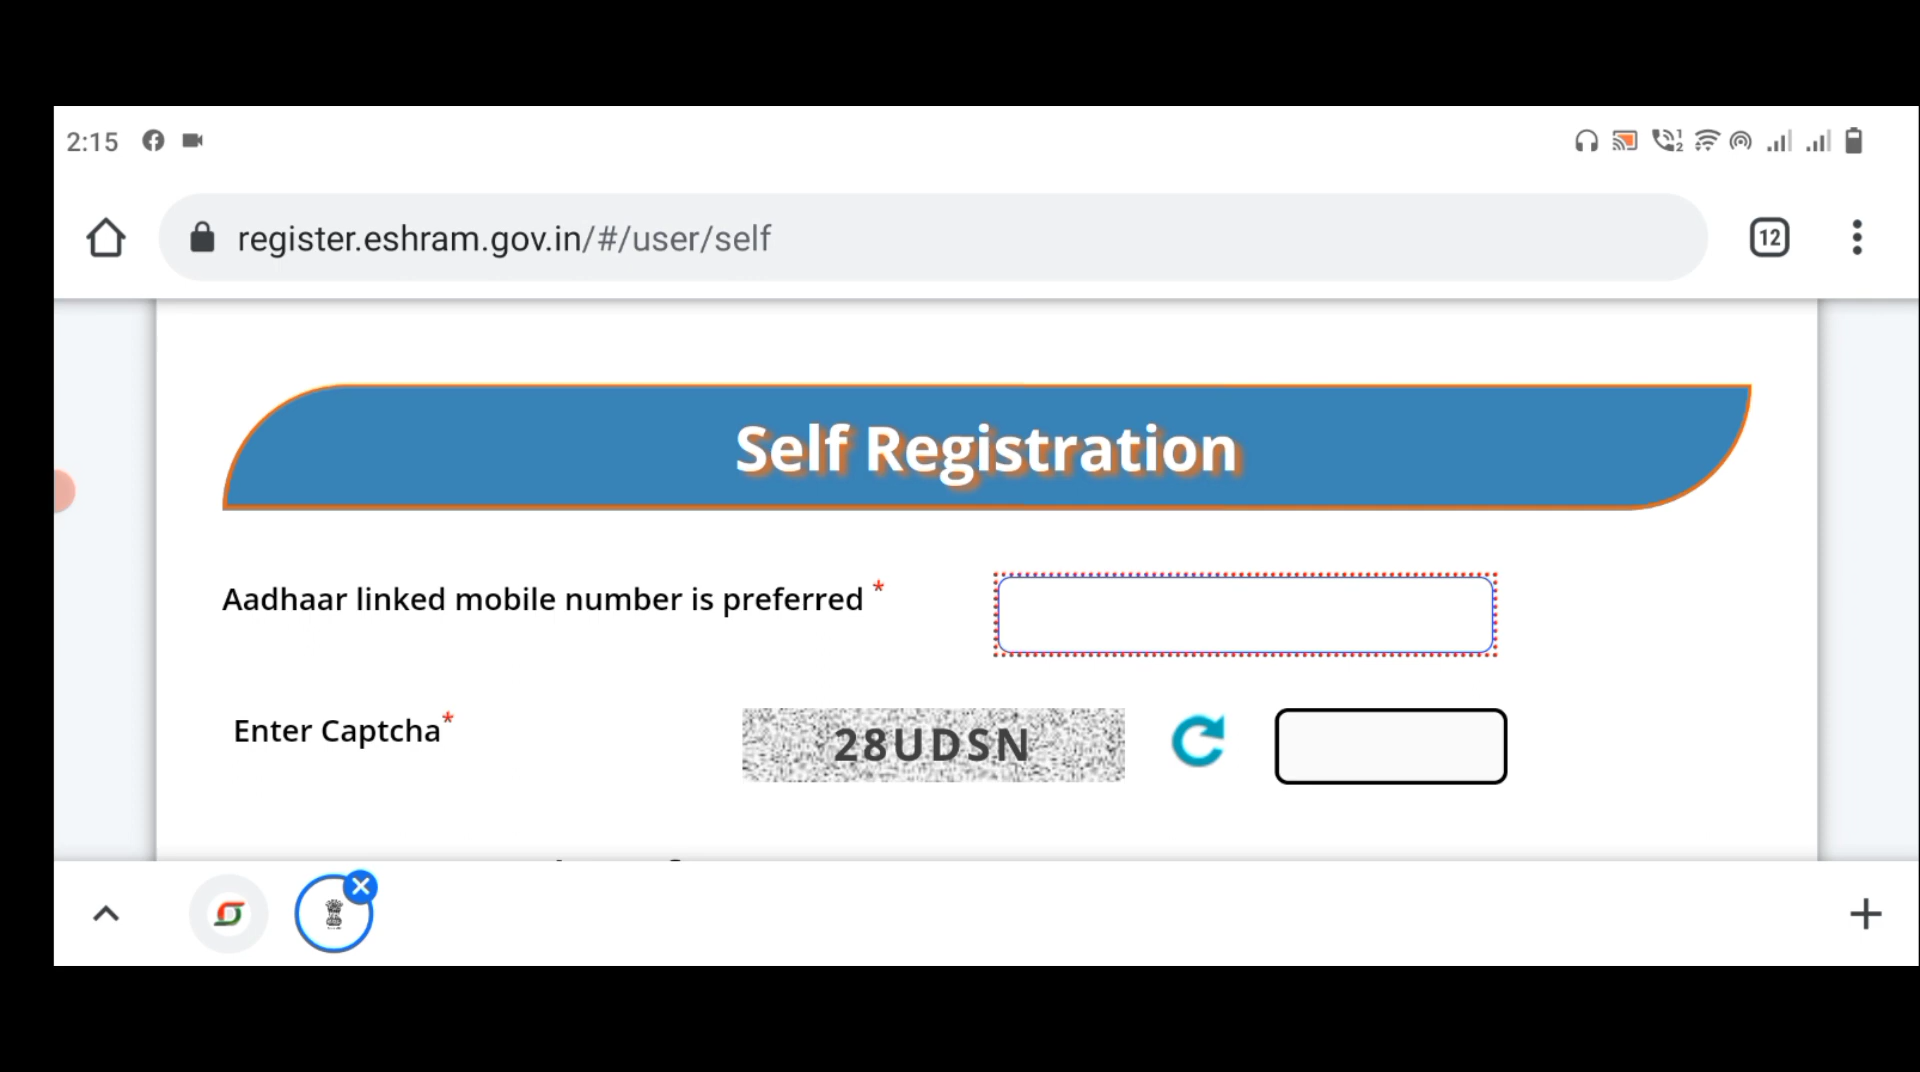 2:15
register.eshram.gov.in/#/user/self
12
Self Registration
Aadhaar linked mobile number is preferred *
Enter Captcha*
28UDSN